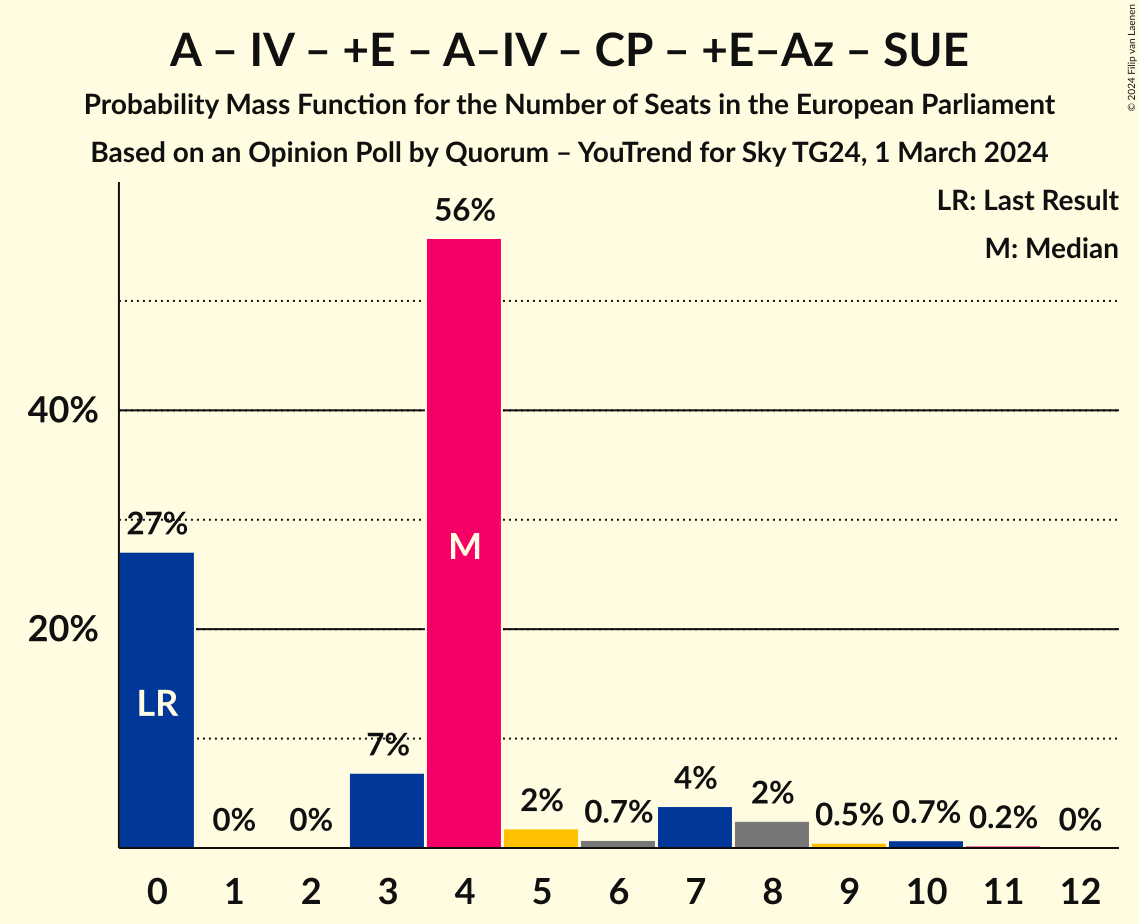 A – IV – +E – A–IV – CP – +E–Az – SUE
Probability Mass Function for the Number of Seats in the European Parliament
Based on an Opinion Poll by Quorum – YouTrend for Sky TG24, 1 March 2024
© 2024 Filip van Laenen
LR: Last Result
M: Median
56%
40%
27%
M
20%
LR
7%
4%
2%
2%
0.7%
0.5%
0.7%
0.2%
0%
0%
0%
0 1 2 3 4 5 6 7 8 9 10 11 12